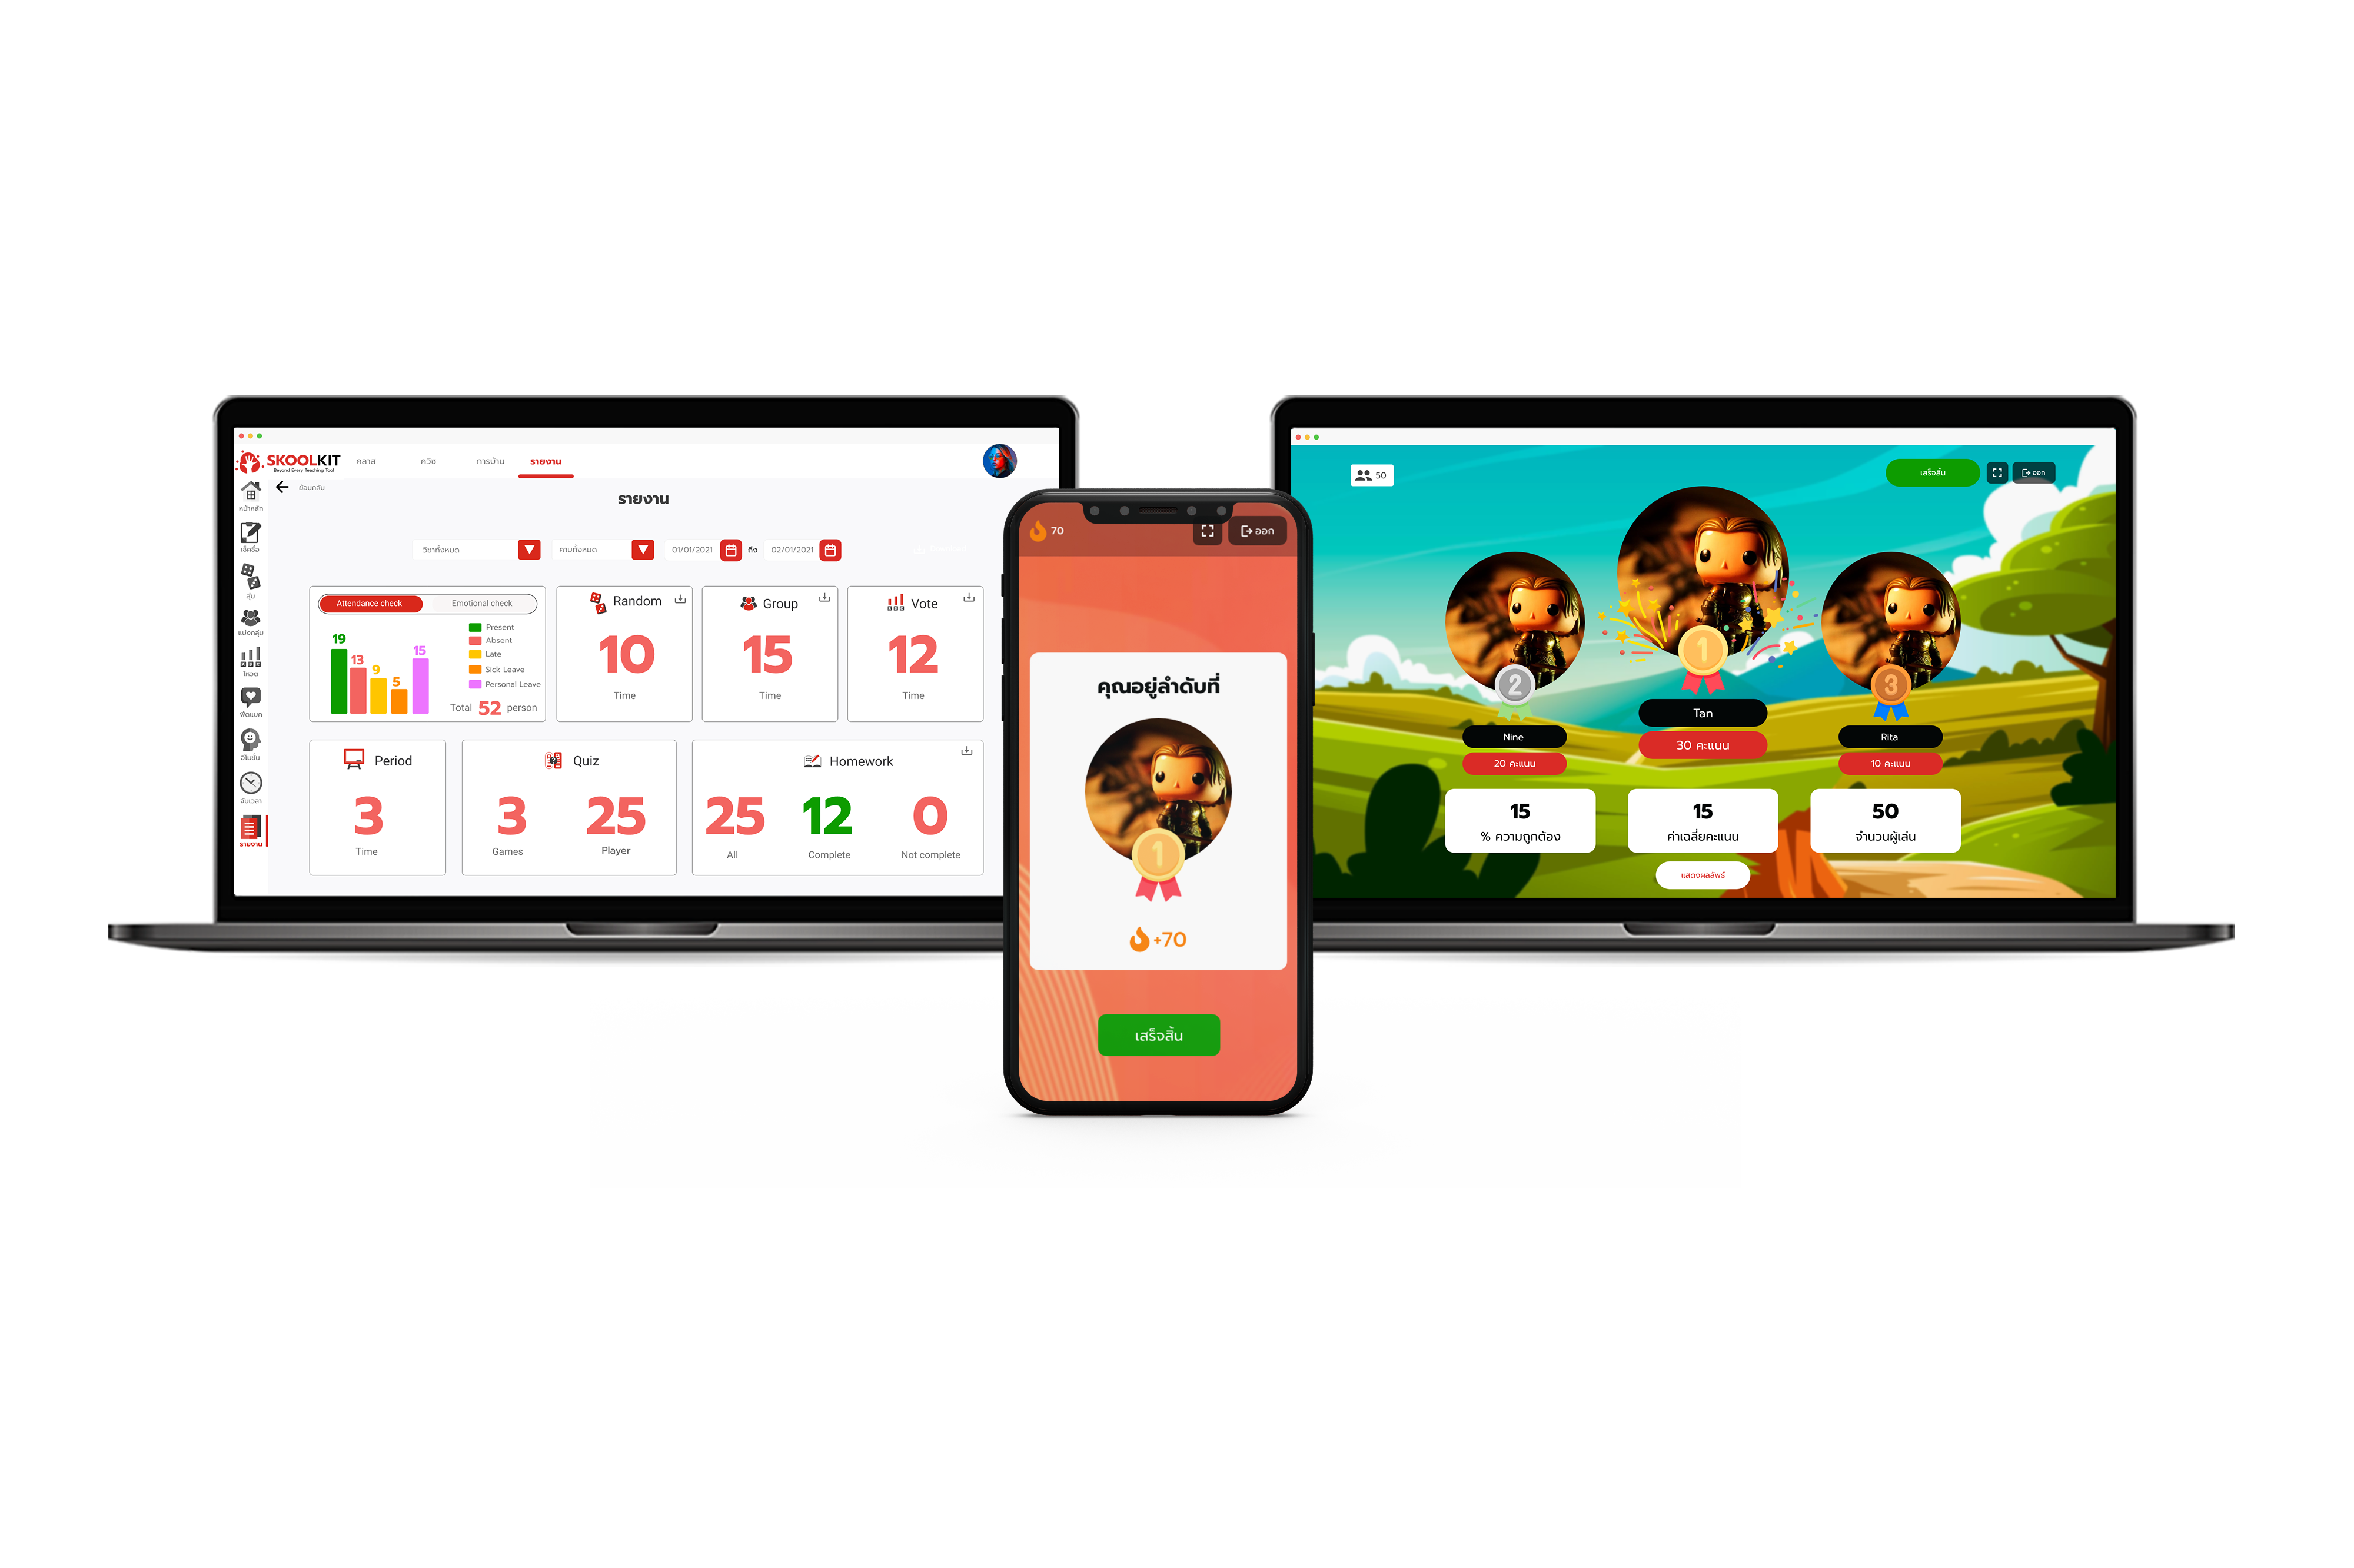 SKOOLKIT
Beyond Every Teaching Tool
คลาส
ควิซ
การบ้าน
รายงาน
ย้อนกลับ
รายงาน
วิชาทั้งหมด
คาบทั้งหมด
01/01/2021
ถึง
02/01/2021
หน้าหลัก
เช็คชื่อ
สุ่ม
แบ่งกลุ่ม
โหวต
ฟีดแบค
อีโมชั่น
จับเวลา
รายงาน
Attendance check
Emotional check
19
13
9
5
15
Present
Absent
Late
Sick Leave
Personal Leave
Total 52 person
Random
10
Time
Group
15
Time
Vote
12
Time
Period
3
Time
Quiz
3
Games
25
Player
Homework
25
All
12
Complete
0
Not complete
70
ออก
คุณอยู่ลำดับที่
1
+70
เสร็จสิ้น
50
เสร็จสิ้น
ออก
2
1
3
Nine
20 คะแนน
Tan
30 คะแนน
Rita
10 คะแนน
15
% ความถูกต้อง
15
ค่าเฉลี่ยคะแนน
50
จำนวนผู้เล่น
แสดงผลลัพธ์